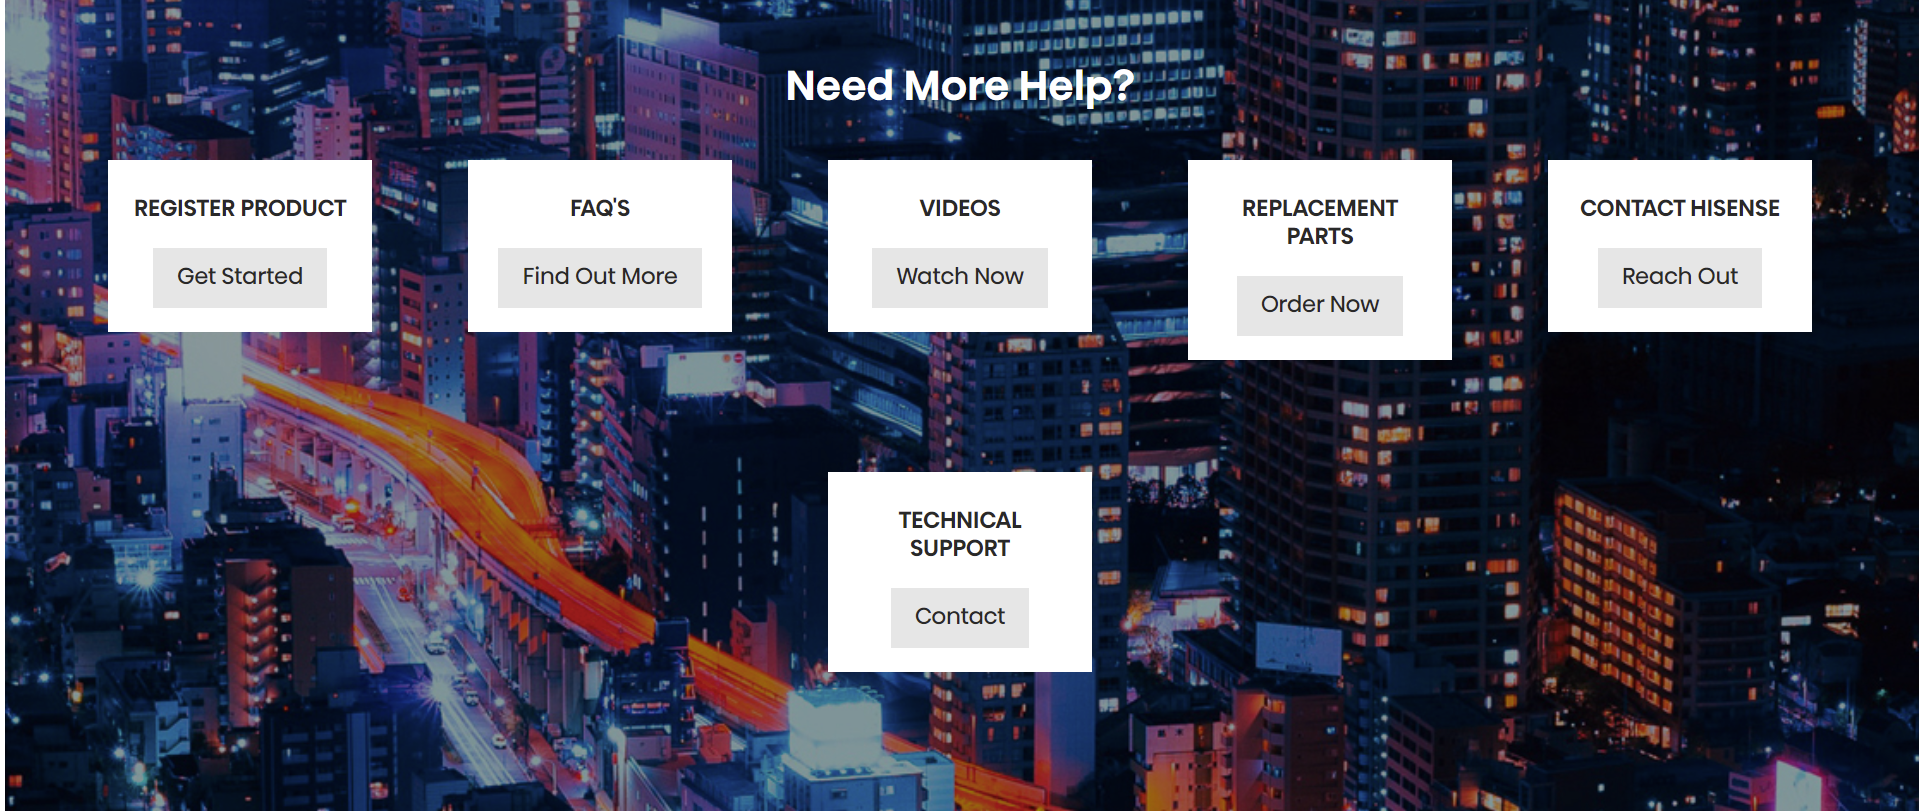 Need More Help?
REGISTER PRODUCT
Get Started
FAQ'S
Find Out More
VIDEOS
Watch Now
REPLACEMENT
PARTS
Order Now
CONTACT HISENSE
Reach Out
TECHNICAL
SUPPORT
Contact